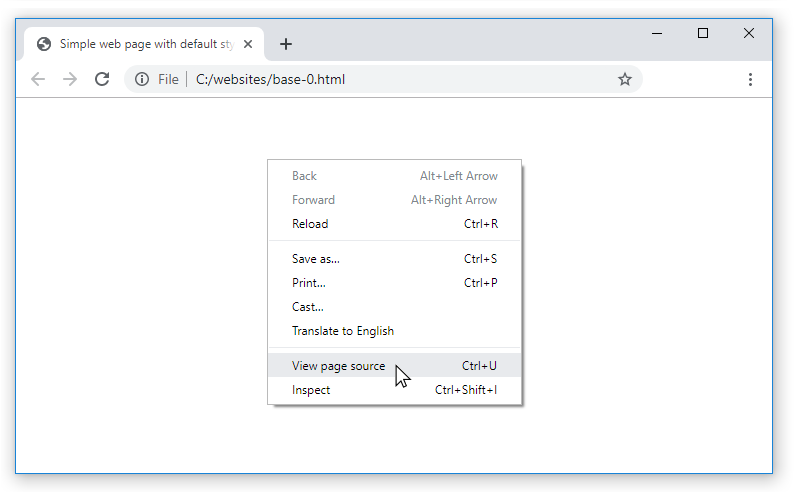 Simple web page with default sty
File C:/websites/base-0.html
Back Alt+Left Arrow
Forward Alt+Right Arrow
Reload Ctrl+R
Save as... Ctrl+S
Print... Ctrl+P
Cast...
Translate to English
View page source Ctrl+U
Inspect Ctrl+Shift+I